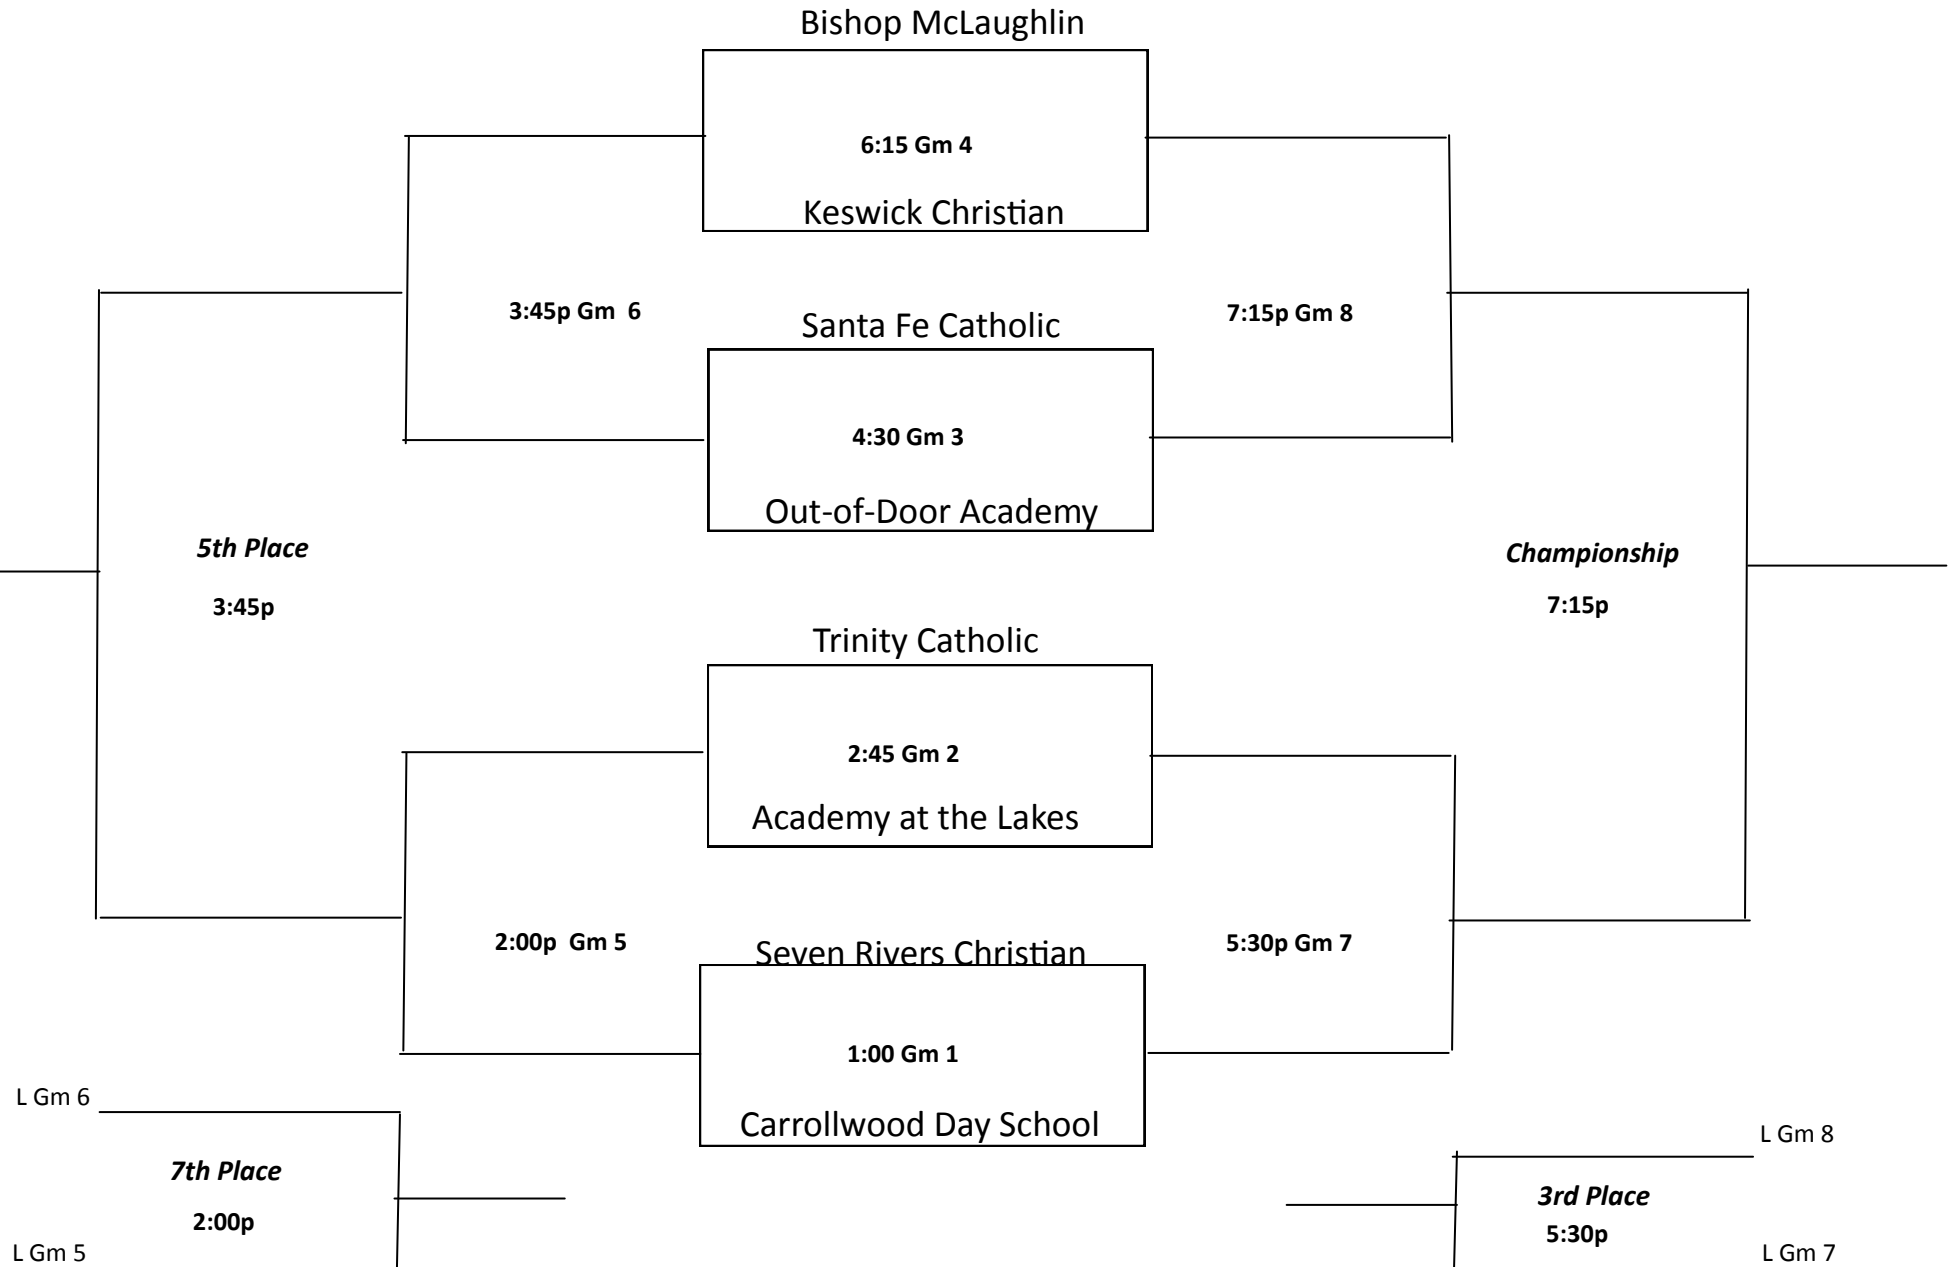 Bishop McLaughlin
6:15 Gm 4
Keswick Christian
3:45p Gm  6
Santa Fe Catholic
7:15p Gm 8
4:30 Gm 3
Out-of-Door Academy
5th Place
3:45p
Championship
7:15p
Trinity Catholic
2:45 Gm 2
Academy at the Lakes
2:00p  Gm 5
Seven Rivers Christian
5:30p Gm 7
1:00 Gm 1
Carrollwood Day School
L Gm 6
7th Place
2:00p
L Gm 5
L Gm 8
3rd Place
5:30p
L Gm 7